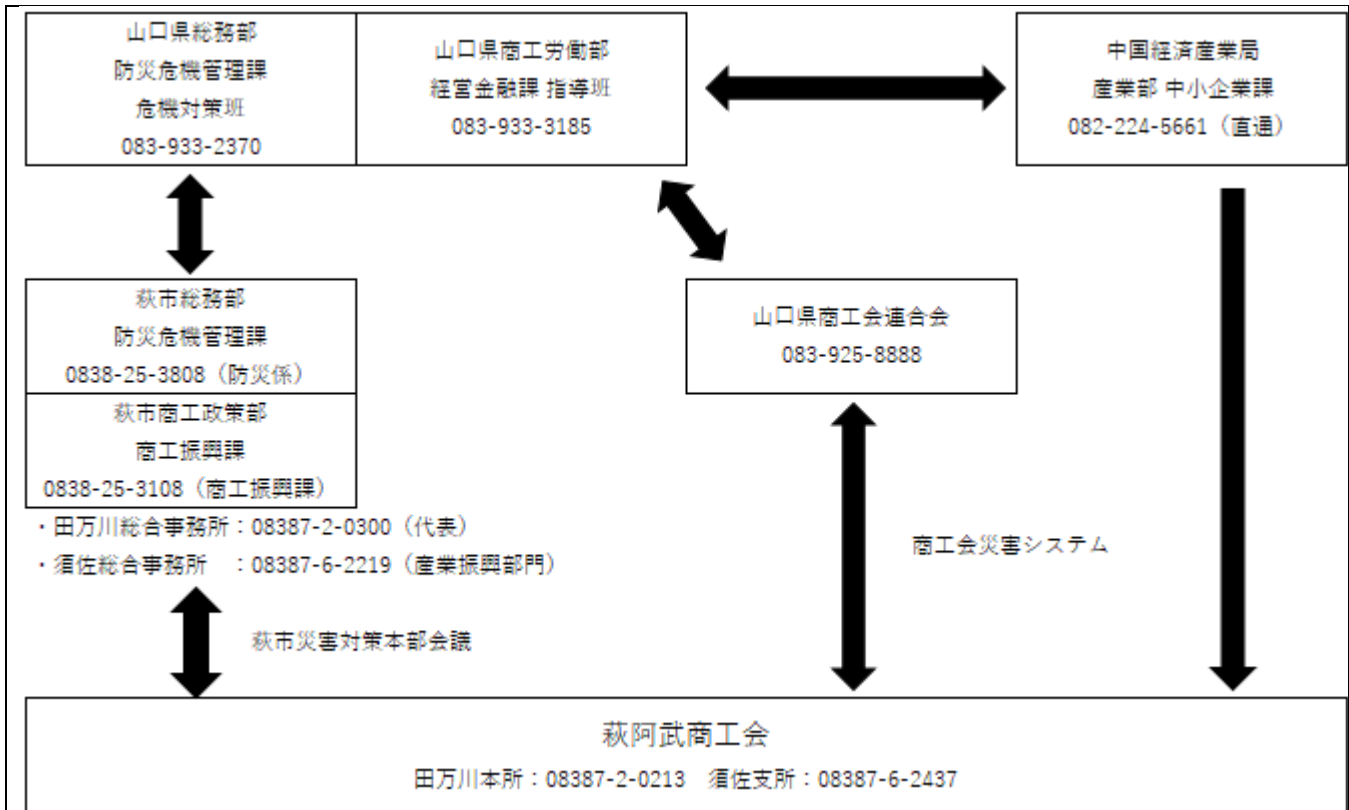 山口県総務部
防災危機管理課
危機対策班
083-933-2370
山口県商工労働部
経営金融課 指導班
083-933-3185
中国経済産業局
産業部 中小企業課
082-224-5661（直通）
萩市総務部
防災危機管理課
0838-25-3808（防災係）
萩市商工政策部
商工振興課
0838-25-3108（商工振興課）
・田万川総合事務所：08387-2-0300（代表）
・須佐総合事務所　：08387-6-2219（産業振興部門）
山口県商工会連合会
083-925-8888
商工会災害システム
萩市災害対策本部会議
萩阿武商工会
田万川本所：08387-2-0213　須佐支所：08387-6-2437